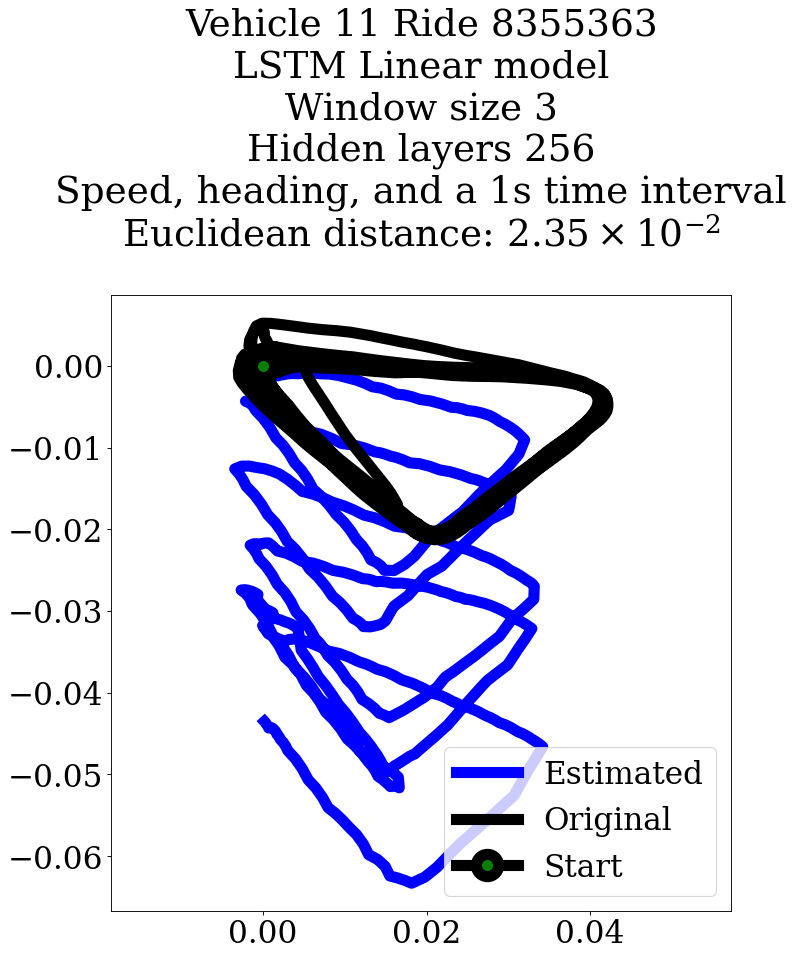 Vehicle 11 Ride 8355363
LSTM Linear model
Window size 3
Hidden layers 256
Speed, heading, and a 1s time interval
Euclidean distance: 2.35 × 10⁻²
0.00
−0.01
−0.02
−0.03
−0.04
−0.05
−0.06
Estimated
Original
Start
0.00 0.02 0.04